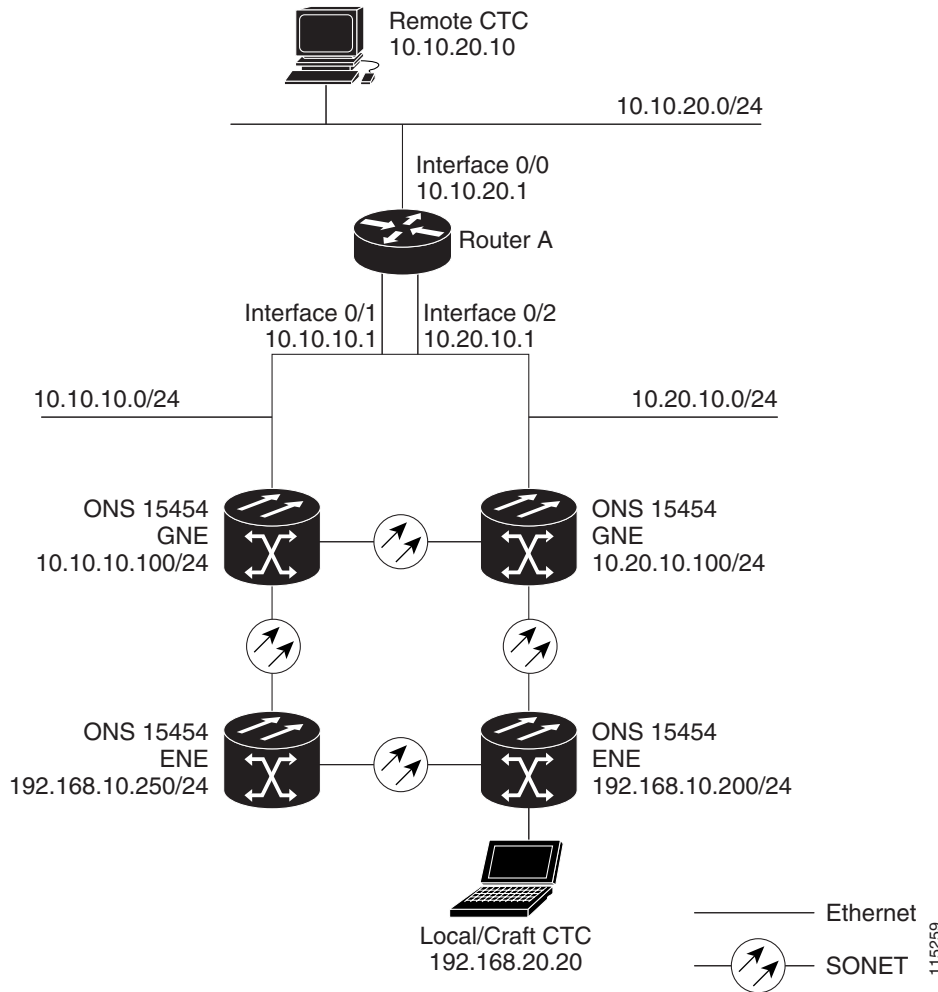 Remote CTC
10.10.20.10
10.10.20.0/24
Interface 0/0
10.10.20.1
Router A
Interface 0/1
10.10.10.1
Interface 0/2
10.20.10.1
10.10.10.0/24
10.20.10.0/24
ONS 15454
GNE
10.10.10.100/24
ONS 15454
GNE
10.20.10.100/24
ONS 15454
ENE
192.168.10.250/24
ONS 15454
ENE
192.168.10.200/24
Local/Craft CTC
192.168.20.20
Ethernet
SONET
115259